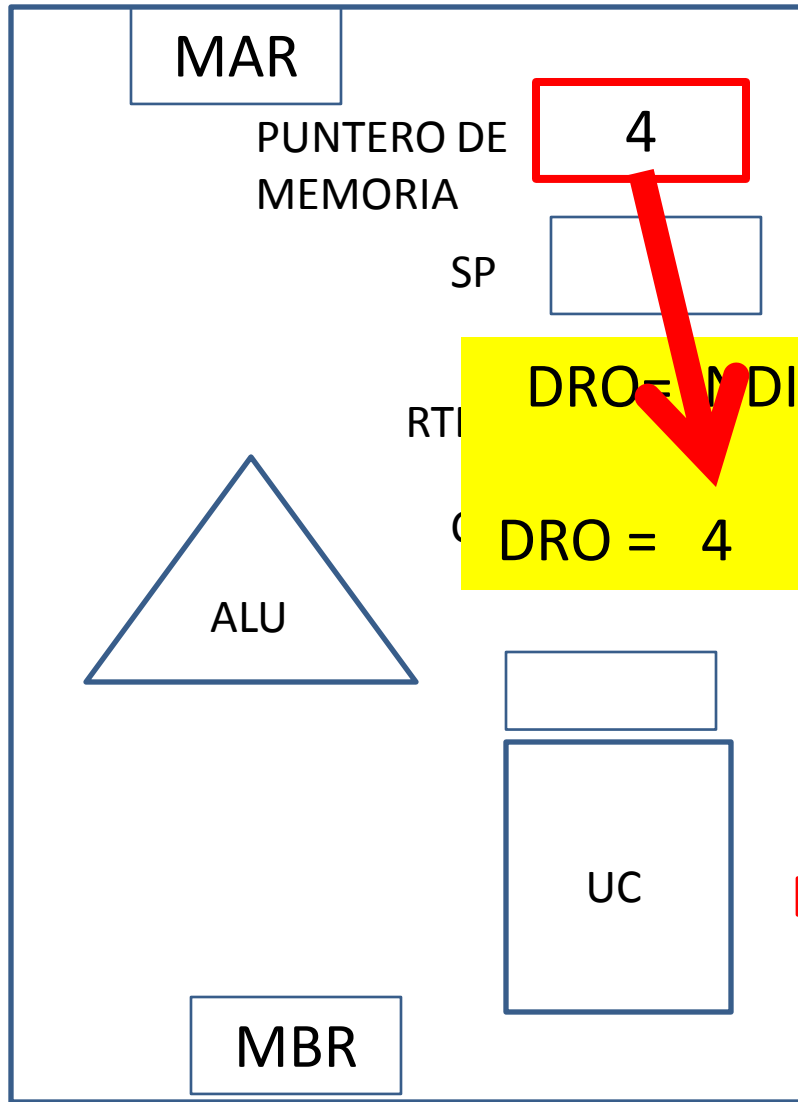 MAR
PUNTERO DE
MEMORIA
4
SP
DRO=
DRO = 4
ALU
UC
MBR